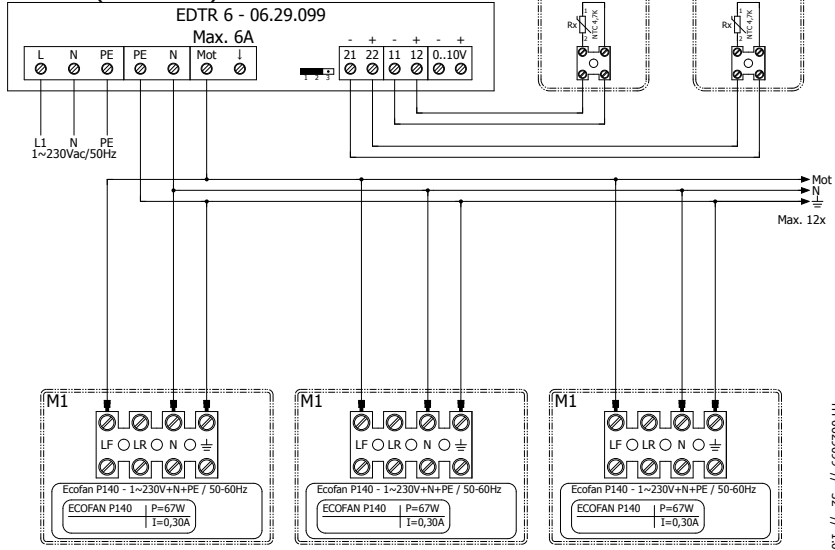 EDTR 6 - 06.29.099
Max. 6A
L N PE PE N Mot ↓
- + - + - +
21 22 11 12 0..10V
1 2 3
L1 N PE
1~230Vac/50Hz
Rx 1 2 NTC 4,7K
Rx 1 2 NTC 4,7K
Mot
N
Max. 12x
M1
LF LR N
Ecofan P140 - 1~230V+N+PE / 50-60Hz
ECOFAN P140 P=67W
I=0,30A
M1
LF LR N
Ecofan P140 - 1~230V+N+PE / 50-60Hz
ECOFAN P140 P=67W
I=0,30A
M1
LF LR N
Ecofan P140 - 1~230V+N+PE / 50-60Hz
ECOFAN P140 P=67W
I=0,30A